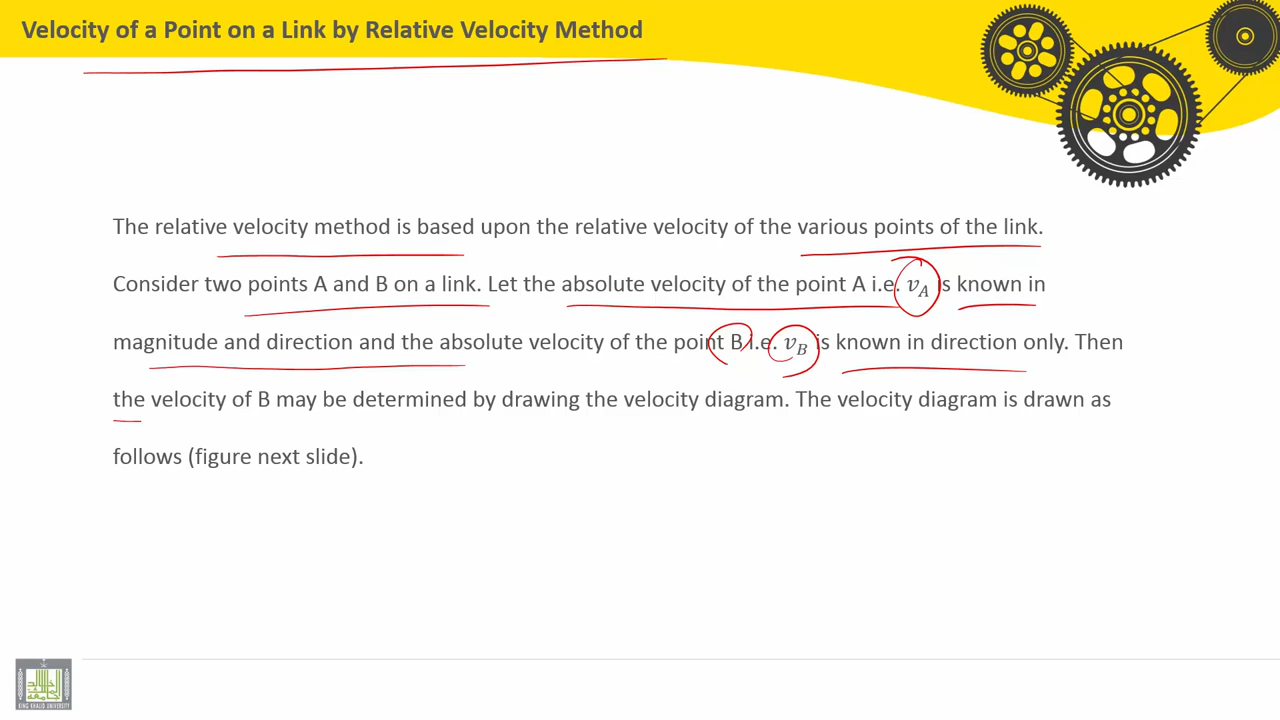 Velocity of a Point on a Link by Relative Velocity Method
The relative velocity method is based upon the relative velocity of the various points of the link.
Consider two points A and B on a link. Let the absolute velocity of the point A i.e. v_A is known in
magnitude and direction and the absolute velocity of the point B i.e. v_B is known in direction only. Then
the velocity of B may be determined by drawing the velocity diagram. The velocity diagram is drawn as
follows (figure next slide).
KING KHALID UNIVERSITY